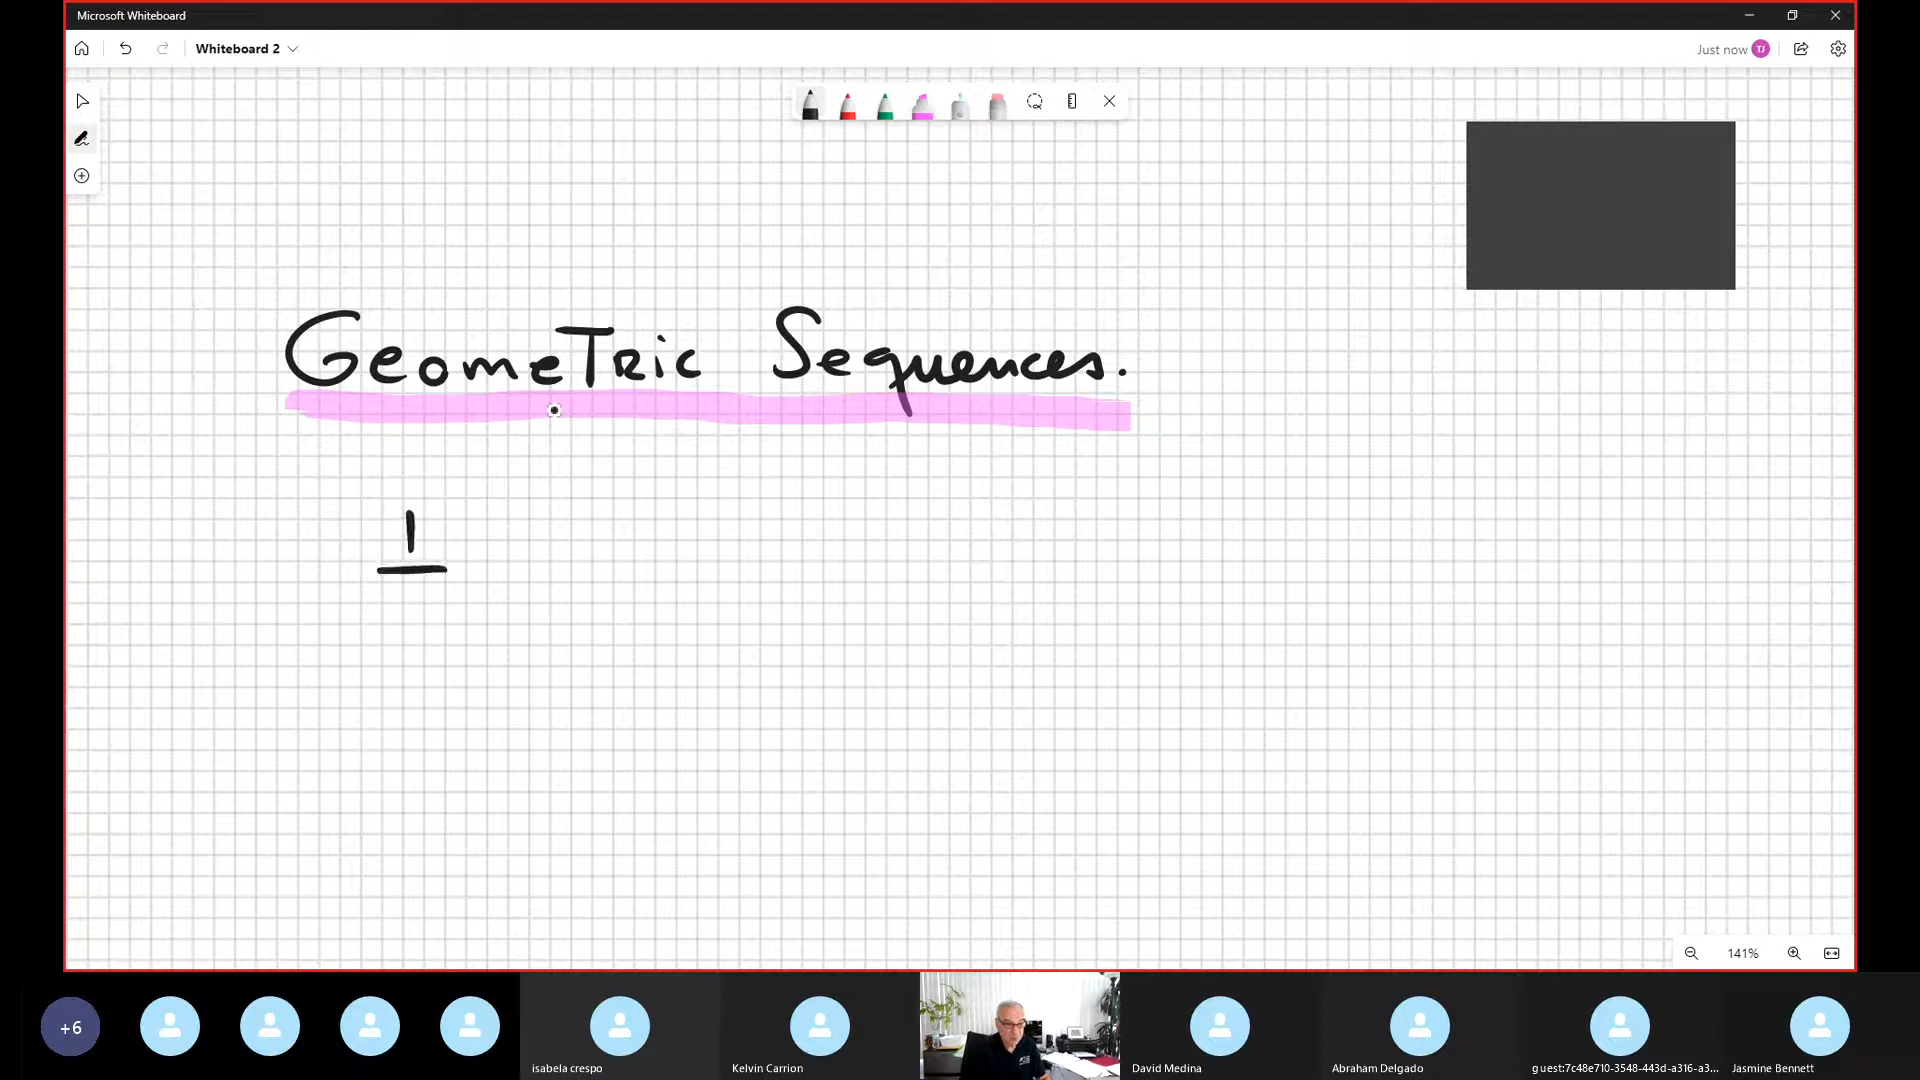 Microsoft Whiteboard
Whiteboard 2
Just now TJ
GeomeTric Sequences.
1
141%
+6
isabela crespo
Kelvin Carrion
David Medina
Abraham Delgado
guest:7c48e710-3548-443d-a316-a3...
Jasmine Bennett